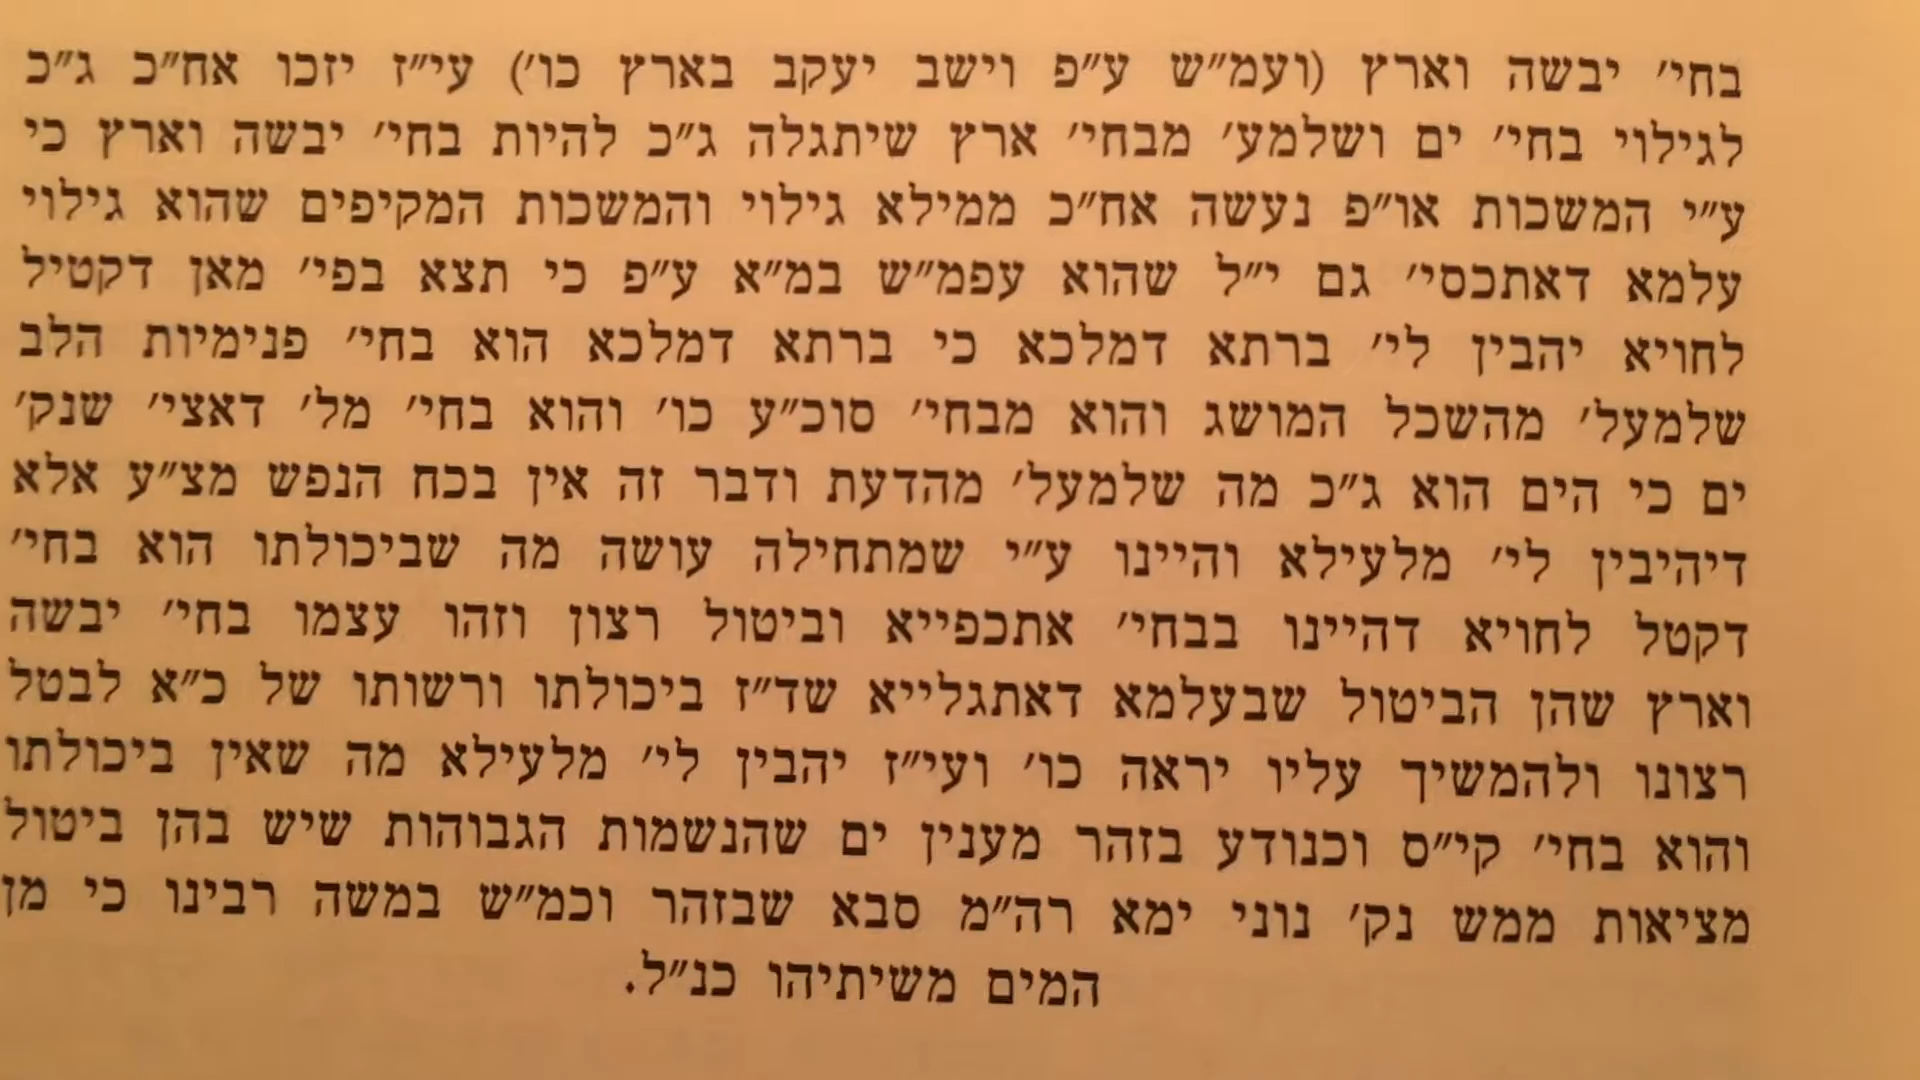 בחי׳ יבשה וארץ (ועמ״ש ע״פ וישב יעקב בארץ כו׳) עי״ז יזכו אח״כ ג״כ
לגילוי בחי׳ ים ושלמע׳ מבחי׳ ארץ שיתגלה ג״כ להיות בחי׳ יבשה וארץ כי
ע״י המשכות או״פ נעשה אח״כ ממילא גילוי והמשכות המקיפים שהוא גילוי
עלמא דאתכסי׳ גם י״ל שהוא עפמ״ש במ״א ע״פ כי תצא בפי׳ מאן דקטיל
לחויא יהבין לי׳ ברתא דמלכא כי ברתא דמלכא הוא בחי׳ פנימיות הלב
שלמעל׳ מהשכל המושג והוא מבחי׳ סוכ״ע כו׳ והוא בחי׳ מל׳ דאצי׳ שנק׳
ים כי הים הוא ג״כ מה שלמעל׳ מהדעת ודבר זה אין בכח הנפש מצ״ע אלא
דיהיבין לי׳ מלעילא והיינו ע״י שמתחילה עושה מה שביכולתו הוא בחי׳
דקטל לחויא דהיינו בבחי׳ אתכפייא וביטול רצון וזהו עצמו בחי׳ יבשה
וארץ שהן הביטול שבעלמא דאתגלייא שד״ז ביכולתו ורשותו של כ״א לבטל
רצונו ולהמשיך עליו יראה כו׳ ועי״ז יהבין לי׳ מלעילא מה שאין ביכולתו
והוא בחי׳ קי״ס וכנודע בזהר מענין ים שהנשמות הגבוהות שיש בהן ביטול
מציאות ממש נק׳ נוני ימא רה״מ סבא שבזהר וכמ״ש במשה רבינו כי מן
המים משיתיהו כנ״ל.